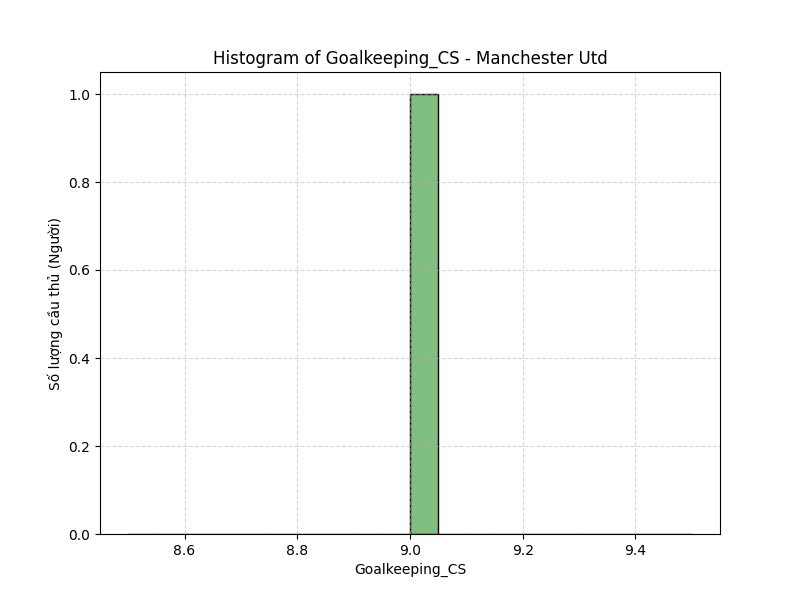 Histogram of Goalkeeping_CS - Manchester Utd
Số lượng cầu thủ (Người)
1.0
0.8
0.6
0.4
0.2
0.0
8.6 8.8 9.0 9.2 9.4
Goalkeeping_CS